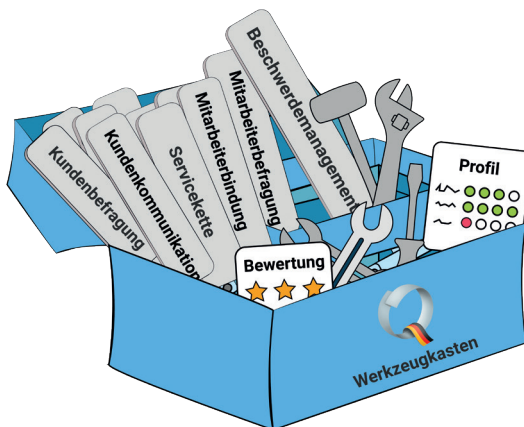 Beschwerdemanagement
Mitarbeiterbefragung
Mitarbeiterbindung
Servicekette
Kundenkommunikation
Kundenbefragung
Profil
Bewertung
Werkzeugkasten